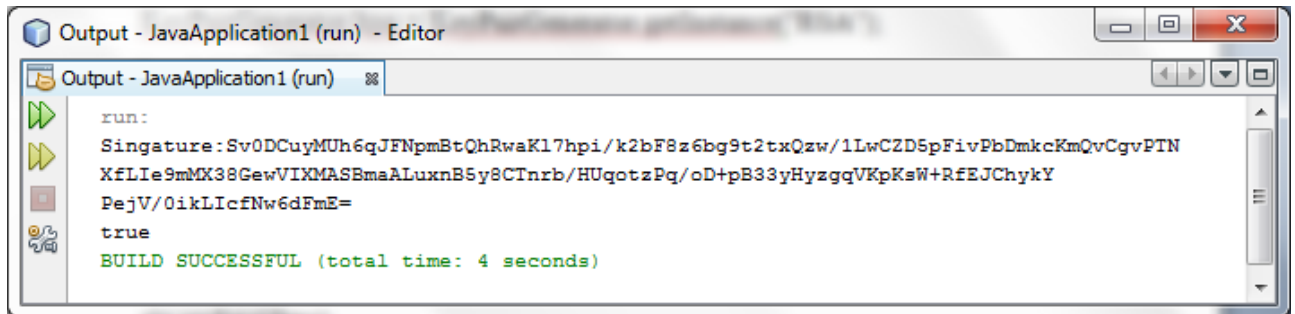 Output - JavaApplication1 (run) - Editor
Output - JavaApplication1 (run)
run:
Singature:Sv0DCuyMUh6qJFNpmBtQhRwaKl7hpi/k2bF8z6bg9t2txQzw/1LwCZD5pFivPbDmkcKmQvCgvPTN
XfLIe9mMX38GewVIXMASBmaALuxnB5y8CTnrb/HUqotzPq/oD+pB33yHyzgqVKpKsW+RfEJChykY
PejV/0ikLIcfNw6dFmE=
true
BUILD SUCCESSFUL (total time: 4 seconds)